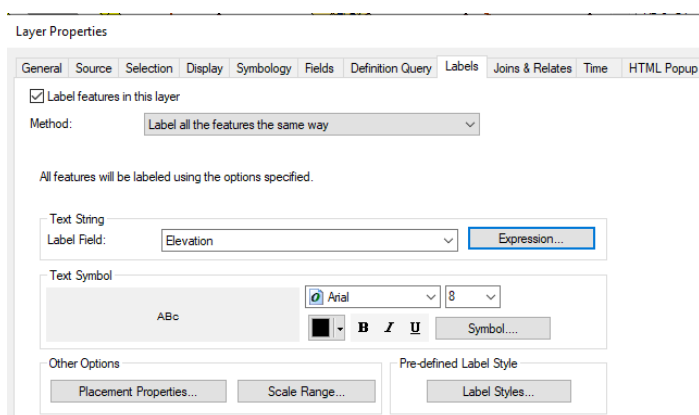 Layer Properties
General Source Selection Display Symbology Fields Definition Query Labels Joins & Relates Time HTML Popup
Label features in this layer
Method: Label all the features the same way
All features will be labeled using the options specified.
Text String
Label Field: Elevation Expression...
Text Symbol
ABc
Arial 8
B I U Symbol....
Other Options Pre-defined Label Style
Placement Properties... Scale Range... Label Styles...